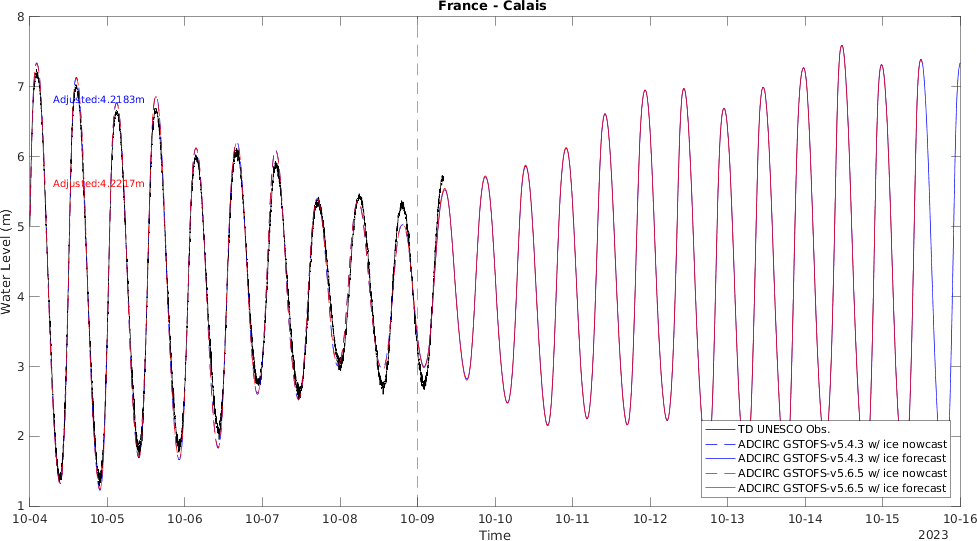 France - Calais
8
7
6
5
4
3
2
1
Water Level (m)
Adjusted:4.2183m
Adjusted:4.2217m
TD UNESCO Obs.
ADCIRC GSTOFS-v5.4.3 w/ ice nowcast
ADCIRC GSTOFS-v5.4.3 w/ ice forecast
ADCIRC GSTOFS-v5.6.5 w/ ice nowcast
ADCIRC GSTOFS-v5.6.5 w/ ice forecast
10-04 10-05 10-06 10-07 10-08 10-09 10-10 10-11 10-12 10-13 10-14 10-15 10-16
Time
2023